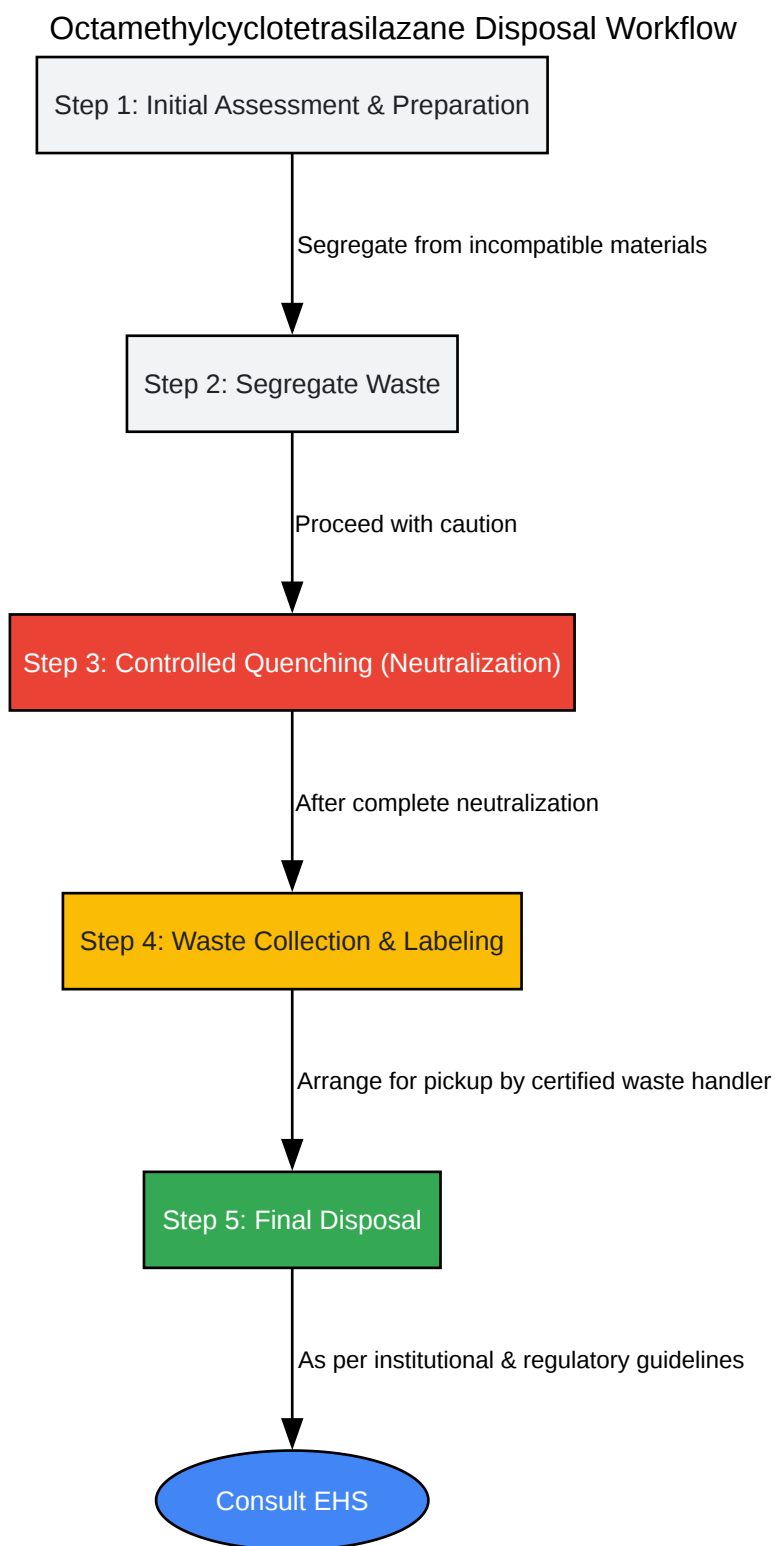 Octamethylcyclotetrasilazane Disposal Workflow
Step 1: Initial Assessment & Preparation
Segregate from incompatible materials
Step 2: Segregate Waste
Proceed with caution
Step 3: Controlled Quenching (Neutralization)
After complete neutralization
Step 4: Waste Collection & Labeling
Arrange for pickup by certified waste handler
Step 5: Final Disposal
As per institutional & regulatory guidelines
Consult EHS